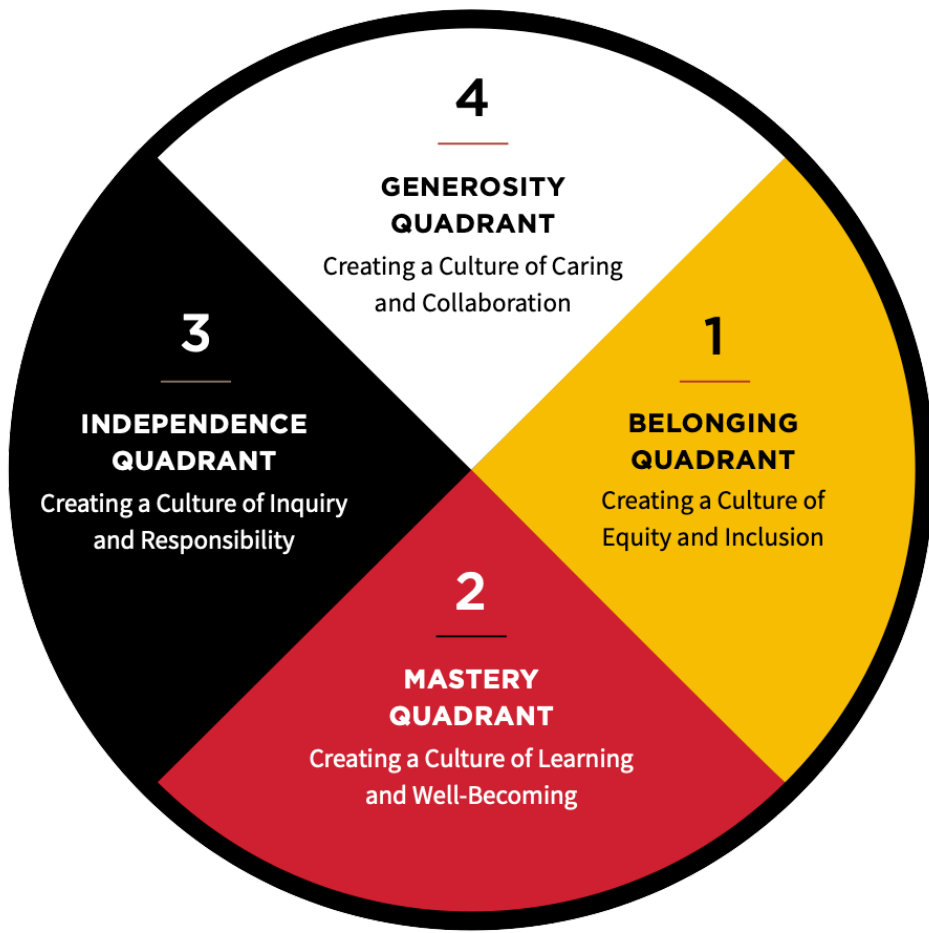 4
GENEROSITY
QUADRANT
Creating a Culture of Caring
and Collaboration
1
BELONGING
QUADRANT
Creating a Culture of
Equity and Inclusion
2
MASTERY
QUADRANT
Creating a Culture of Learning
and Well-Becoming
3
INDEPENDENCE
QUADRANT
Creating a Culture of Inquiry
and Responsibility